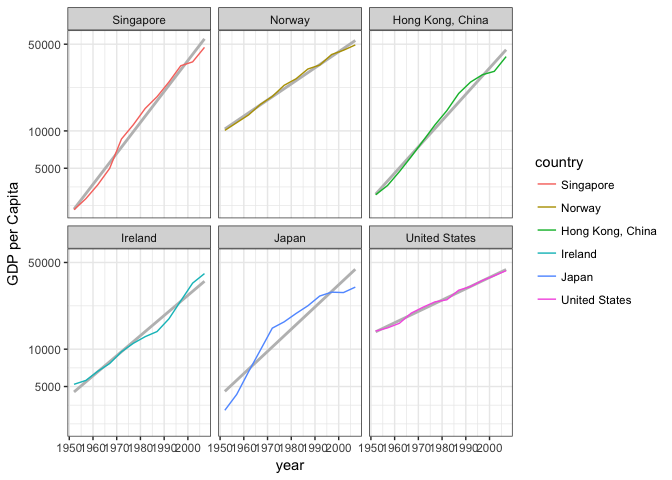 Singapore Norway Hong Kong, China
50000
10000
5000
Ireland Japan United States
50000
10000
5000
1950 1960 1970 1980 1990 2000 1950 1960 1970 1980 1990 2000 1950 1960 1970 1980 1990 2000
year
GDP per Capita
country
Singapore
Norway
Hong Kong, China
Ireland
Japan
United States